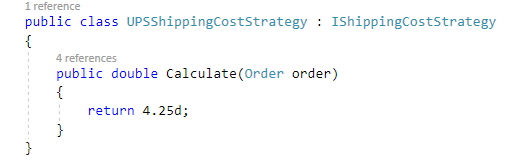 1 reference
public class UPSShippingCostStrategy : IShippingCostStrategy
{
4 references
public double Calculate(Order order)
{
return 4.25d;
}
}